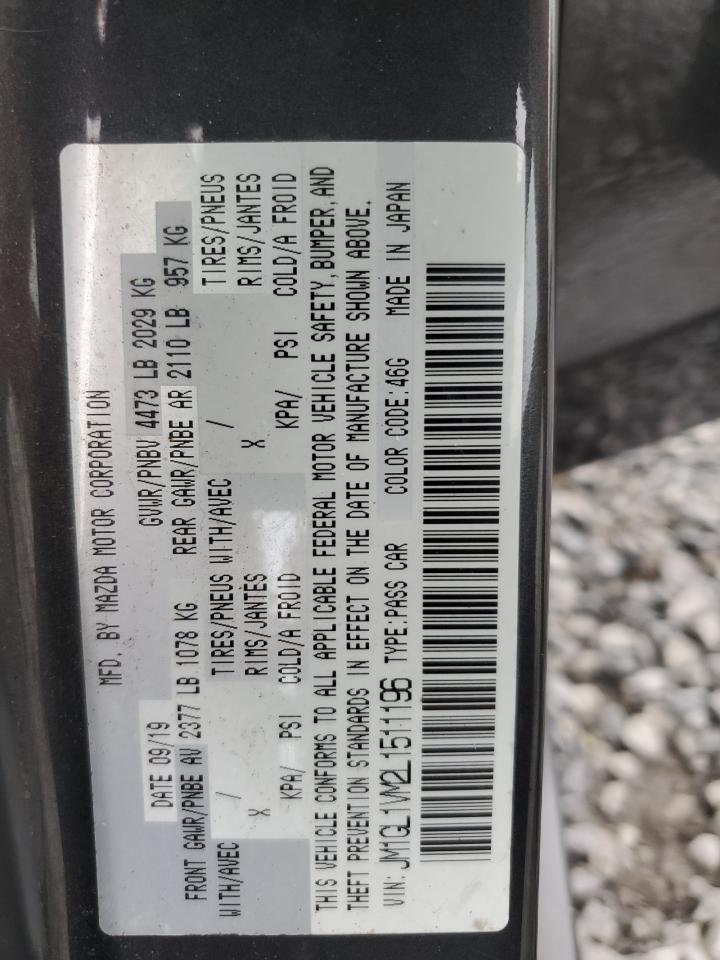 MFD. BY MAZDA MOTOR CORPORATION
DATE 09/19 GVWR/PNBV 4473 LB 2029 KG
FRONT GAWR/PNBE AV 2377 LB 1078 KG REAR GAWR/PNBE AR 2110 LB 957 KG
/ TIRES/PNEUS WITH/AVEC / TIRES/PNEUS
WITH/AVEC X RIMS/JANTES X RIMS/JANTES
KPA/ PSI COLD/A FROID KPA/ PSI COLD/A FROID
THIS VEHICLE CONFORMS TO ALL APPLICABLE FEDERAL MOTOR VEHICLE SAFETY, BUMPER, AND
THEFT PREVENTION STANDARDS IN EFFECT ON THE DATE OF MANUFACTURE SHOWN ABOVE.
VIN: JM1GL1VM2L1511196 TYPE:PASS CAR COLOR CODE:46G MADE IN JAPAN